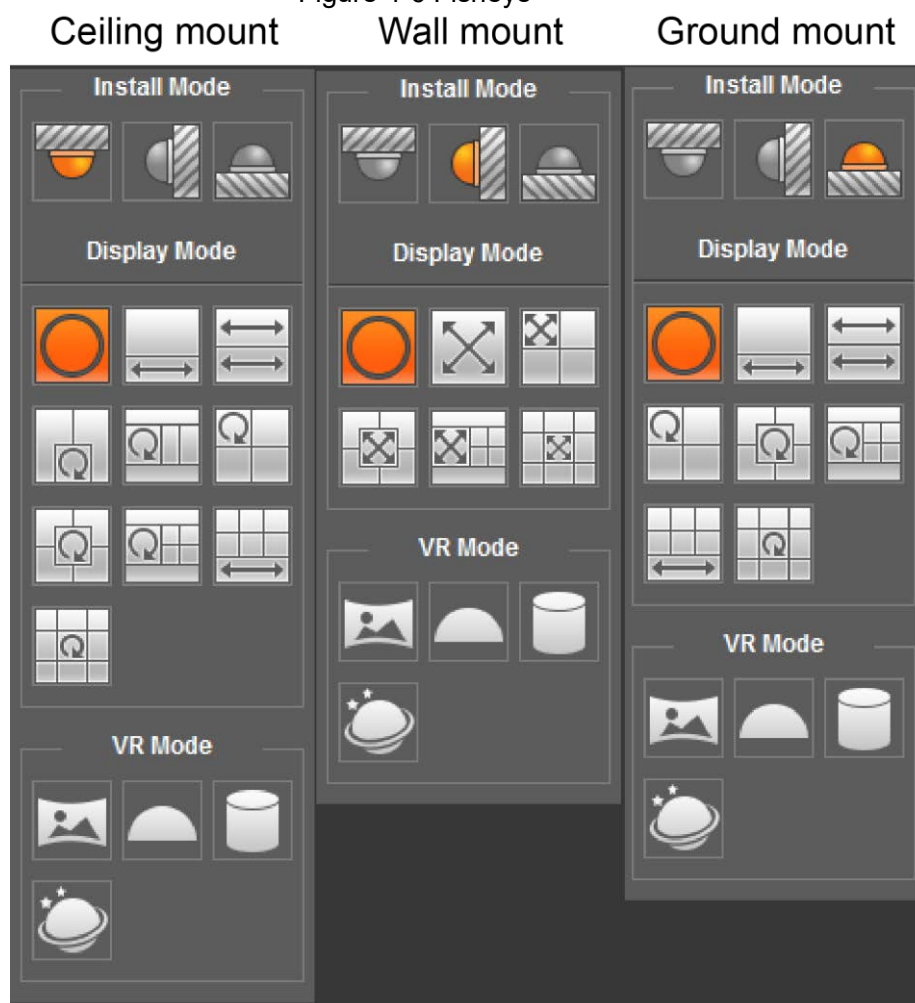 Ceiling mount
Wall mount
Ground mount
Install Mode
Install Mode
Install Mode
Display Mode
Display Mode
Display Mode
VR Mode
VR Mode
VR Mode